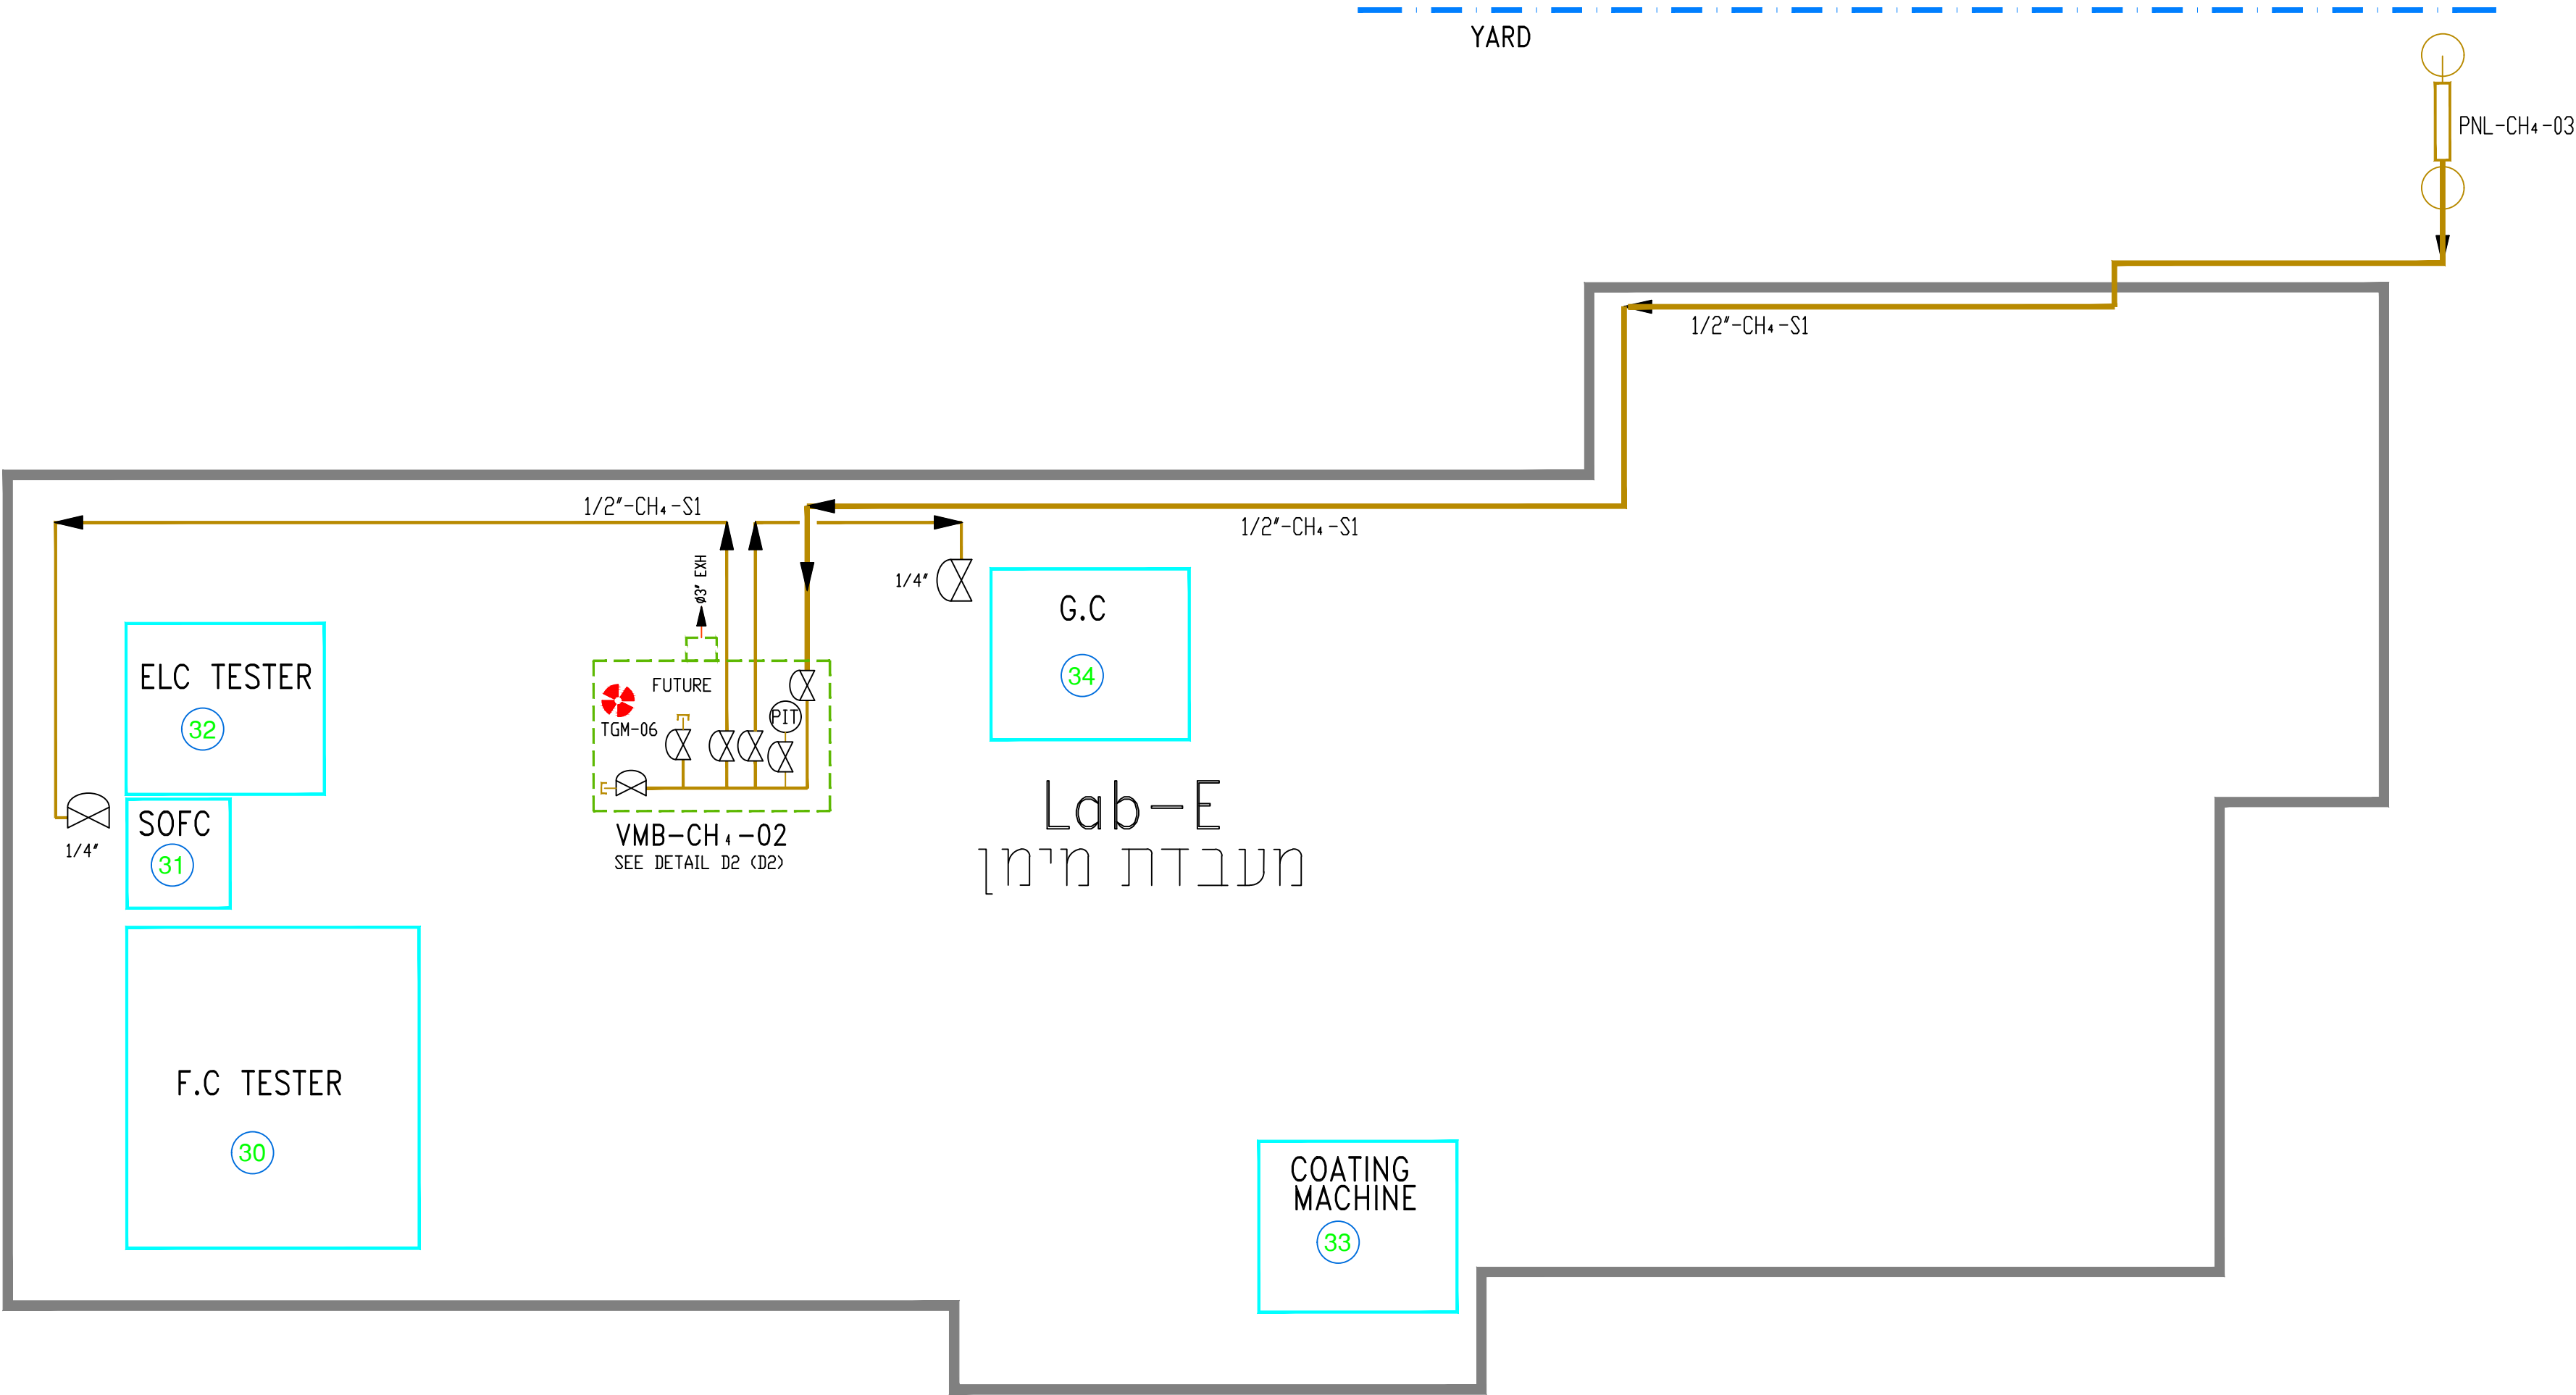 YARD
PNL-CH₄-03
1/2"-CH₄-S1
1/2"-CH₄-S1
1/2"-CH₄-S1
ø3" EXH
1/4"
G.C
34
ELC TESTER
32
FUTURE
TGM-06
PIT
VMB-CH₄-02
SEE DETAIL D2 (D2)
1/4"
SOFC
31
Lab-E
מעבדת מימן
F.C TESTER
30
COATING
MACHINE
33